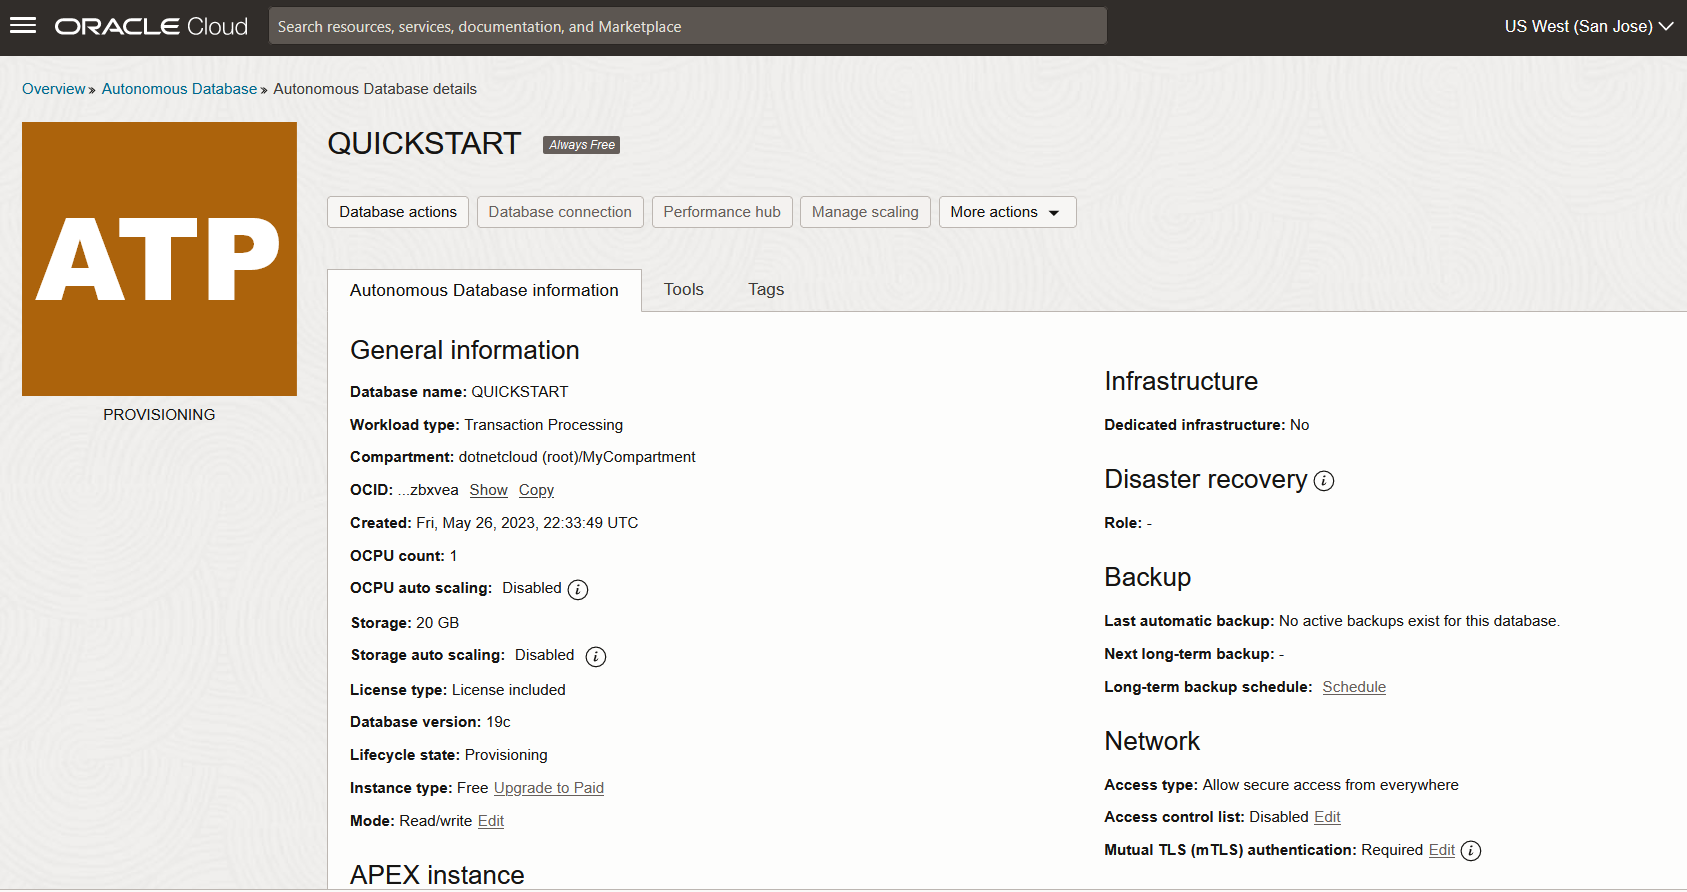 ORACLE Cloud
Search resources, services, documentation, and Marketplace
US West (San Jose)
Overview » Autonomous Database » Autonomous Database details
ATP
PROVISIONING
QUICKSTART Always Free
Database actions Database connection Performance hub Manage scaling More actions
Autonomous Database information Tools Tags
General information
Database name: QUICKSTART
Workload type: Transaction Processing
Compartment: dotnetcloud (root)/MyCompartment
OCID: ...zbxvea Show Copy
Created: Fri, May 26, 2023, 22:33:49 UTC
OCPU count: 1
OCPU auto scaling: Disabled i
Storage: 20 GB
Storage auto scaling: Disabled i
License type: License included
Database version: 19c
Lifecycle state: Provisioning
Instance type: Free Upgrade to Paid
Mode: Read/write Edit
APEX instance
Infrastructure
Dedicated infrastructure: No
Disaster recovery i
Role: -
Backup
Last automatic backup: No active backups exist for this database.
Next long-term backup: -
Long-term backup schedule: Schedule
Network
Access type: Allow secure access from everywhere
Access control list: Disabled Edit
Mutual TLS (mTLS) authentication: Required Edit i